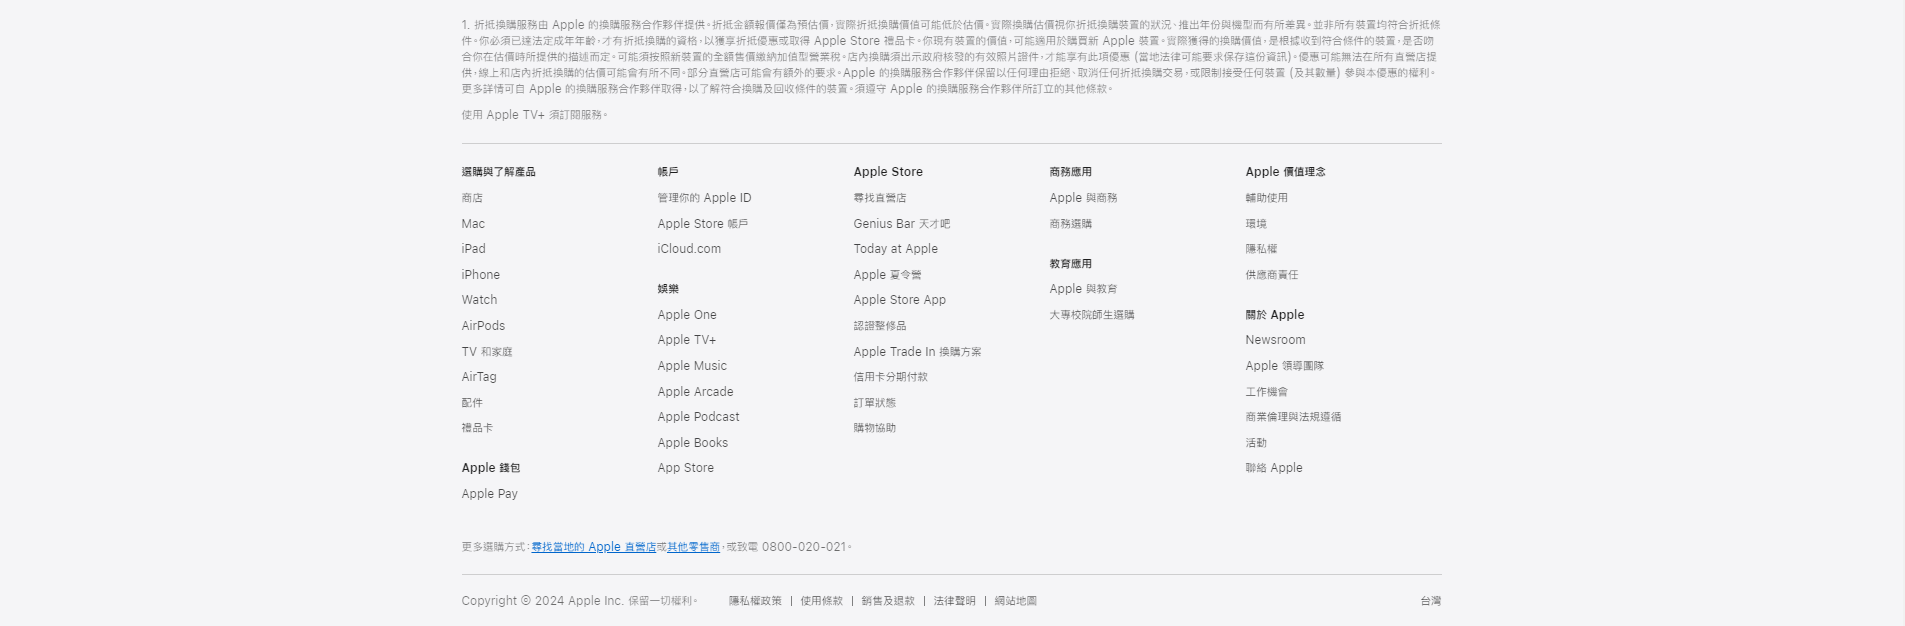 1. 折抵換購服務由 Apple 的換購服務合作夥伴提供。折抵金額報價僅為預估價，實際折抵換購價值可能低於估價。實際換購估價視你折抵換購裝置的狀況、推出年份與機型而有所差異。並非所有裝置均符合折抵條
件。你必須已達法定成年年齡，才有折抵換購的資格，以獲享折抵優惠或取得 Apple Store 禮品卡。你現有裝置的價值，可能適用於購買新 Apple 裝置。實際獲得的換購價值，是根據收到符合條件的裝置，是否吻
合你在估價時所提供的描述而定。可能須按照新裝置的全額售價繳納加值型營業稅。店內換購須出示政府核發的有效照片證件，才能享有此項優惠 (當地法律可能要求保存這份資訊)。優惠可能無法在所有直營店提
供，線上和店內折抵換購的估價可能會有所不同。部分直營店可能會有額外的要求。Apple 的換購服務合作夥伴保留以任何理由拒絕、取消任何折抵換購交易，或限制接受任何裝置 (及其數量) 參與本優惠的權利。
更多詳情可自 Apple 的換購服務合作夥伴取得，以了解符合換購及回收條件的裝置。須遵守 Apple 的換購服務合作夥伴所訂立的其他條款。
使用 Apple TV+ 須訂閱服務。
選購與了解產品
商店
Mac
iPad
iPhone
Watch
AirPods
TV 和家庭
AirTag
配件
禮品卡
Apple 錢包
Apple Pay
帳戶
管理你的 Apple ID
Apple Store 帳戶
iCloud.com
娛樂
Apple One
Apple TV+
Apple Music
Apple Arcade
Apple Podcast
Apple Books
App Store
Apple Store
尋找直營店
Genius Bar 天才吧
Today at Apple
Apple 夏令營
Apple Store App
認證整修品
Apple Trade In 換購方案
信用卡分期付款
訂單狀態
購物協助
商務應用
Apple 與商務
商務選購
教育應用
Apple 與教育
大專校院師生選購
Apple 價值理念
輔助使用
環境
隱私權
供應商責任
關於 Apple
Newsroom
Apple 領導團隊
工作機會
商業倫理與法規遵循
活動
聯絡 Apple
更多選購方式：尋找當地的 Apple 直營店或其他零售商，或致電 0800-020-021。
Copyright © 2024 Apple Inc. 保留一切權利。 隱私權政策 | 使用條款 | 銷售及退款 | 法律聲明 | 網站地圖 台灣